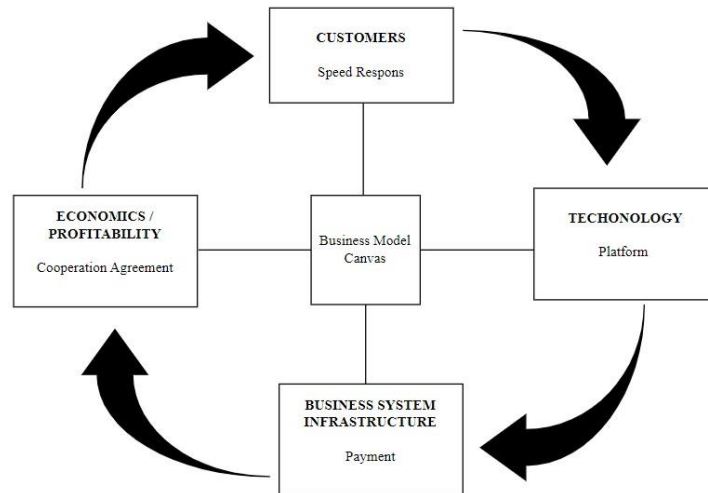 CUSTOMERS
Speed Respons
ECONOMICS /
PROFITABILITY
Cooperation Agreement
Business Model
Canvas
TECHONOLOGY
Platform
BUSINESS SYSTEM
INFRASTRUCTURE
Payment